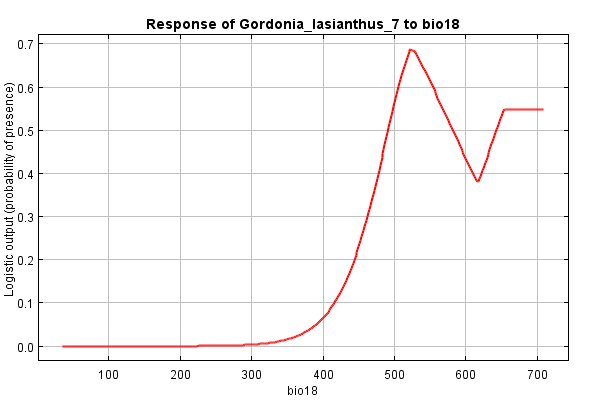 Response of Gordonia_lasianthus_7 to bio18
Logistic output (probability of presence)
0.7
0.6
0.5
0.4
0.3
0.2
0.1
0.0
100 200 300 400 500 600 700
bio18